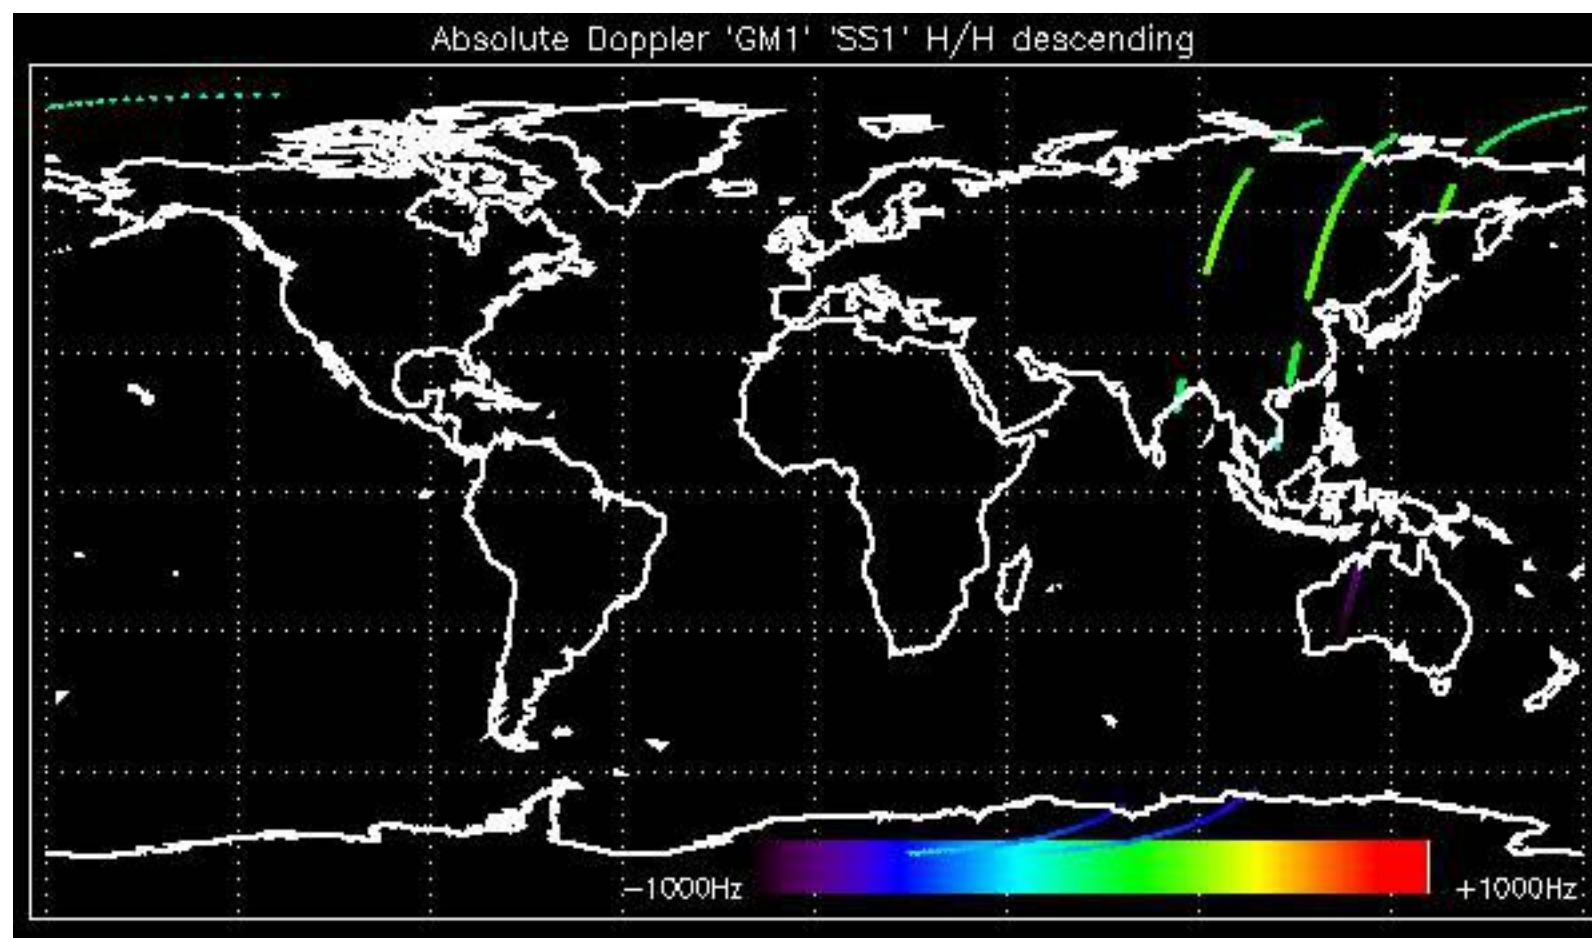 Absolute Doppler 'GM1' 'SS1' H/H descending
−1000Hz
+1000Hz